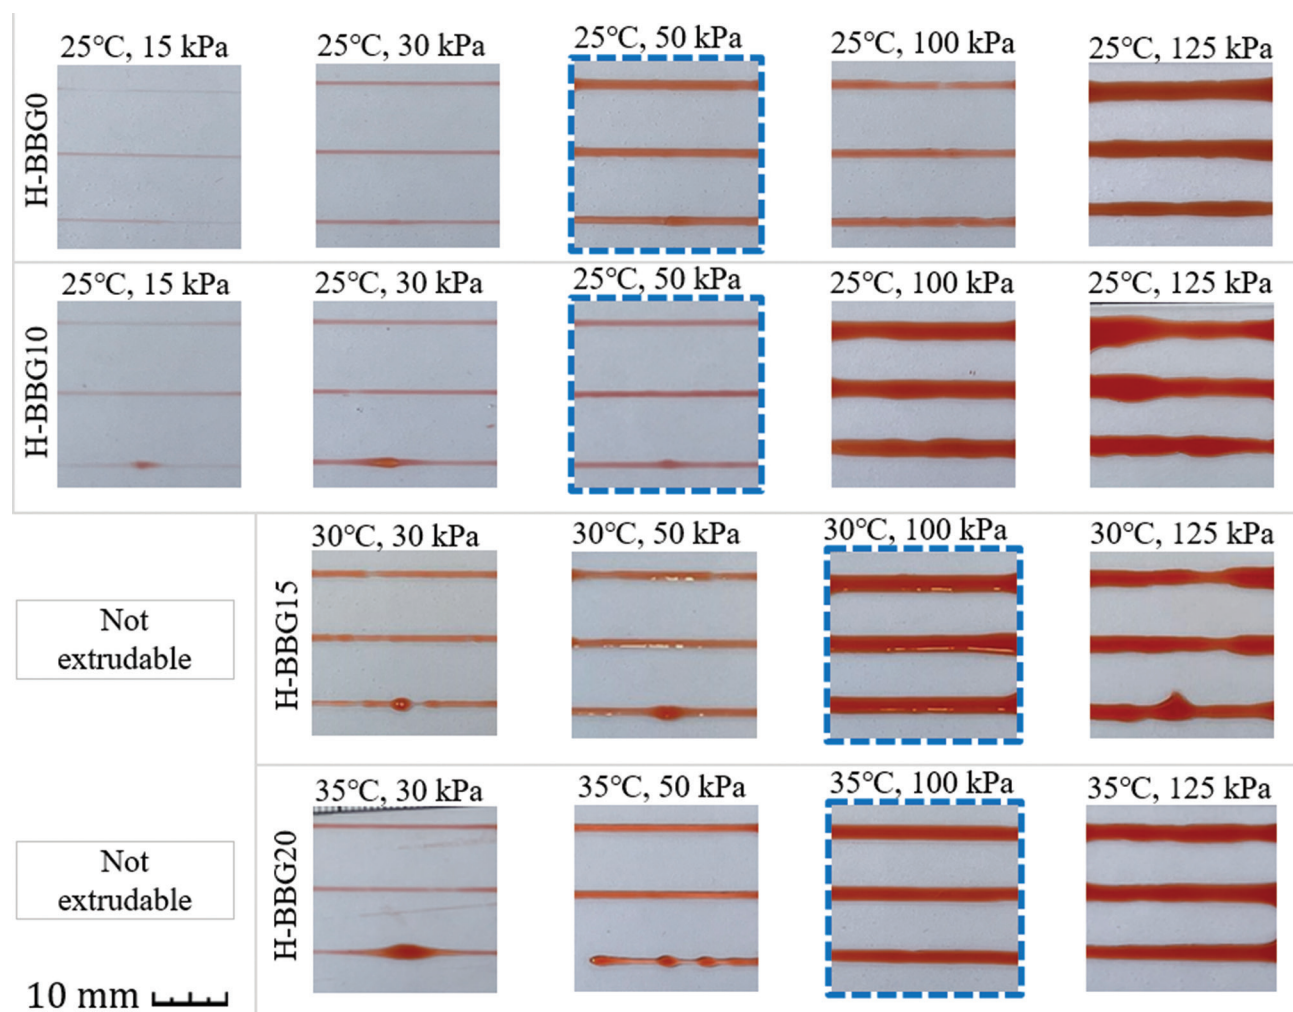 25°C, 15 kPa
25°C, 30 kPa
25°C, 50 kPa
25°C, 100 kPa
25°C, 125 kPa
H-BBG0
25°C, 15 kPa
25°C, 30 kPa
25°C, 50 kPa
25°C, 100 kPa
25°C, 125 kPa
H-BBG10
30°C, 30 kPa
30°C, 50 kPa
30°C, 100 kPa
30°C, 125 kPa
Not
extrudable
H-BBG15
35°C, 30 kPa
35°C, 50 kPa
35°C, 100 kPa
35°C, 125 kPa
Not
extrudable
H-BBG20
10 mm